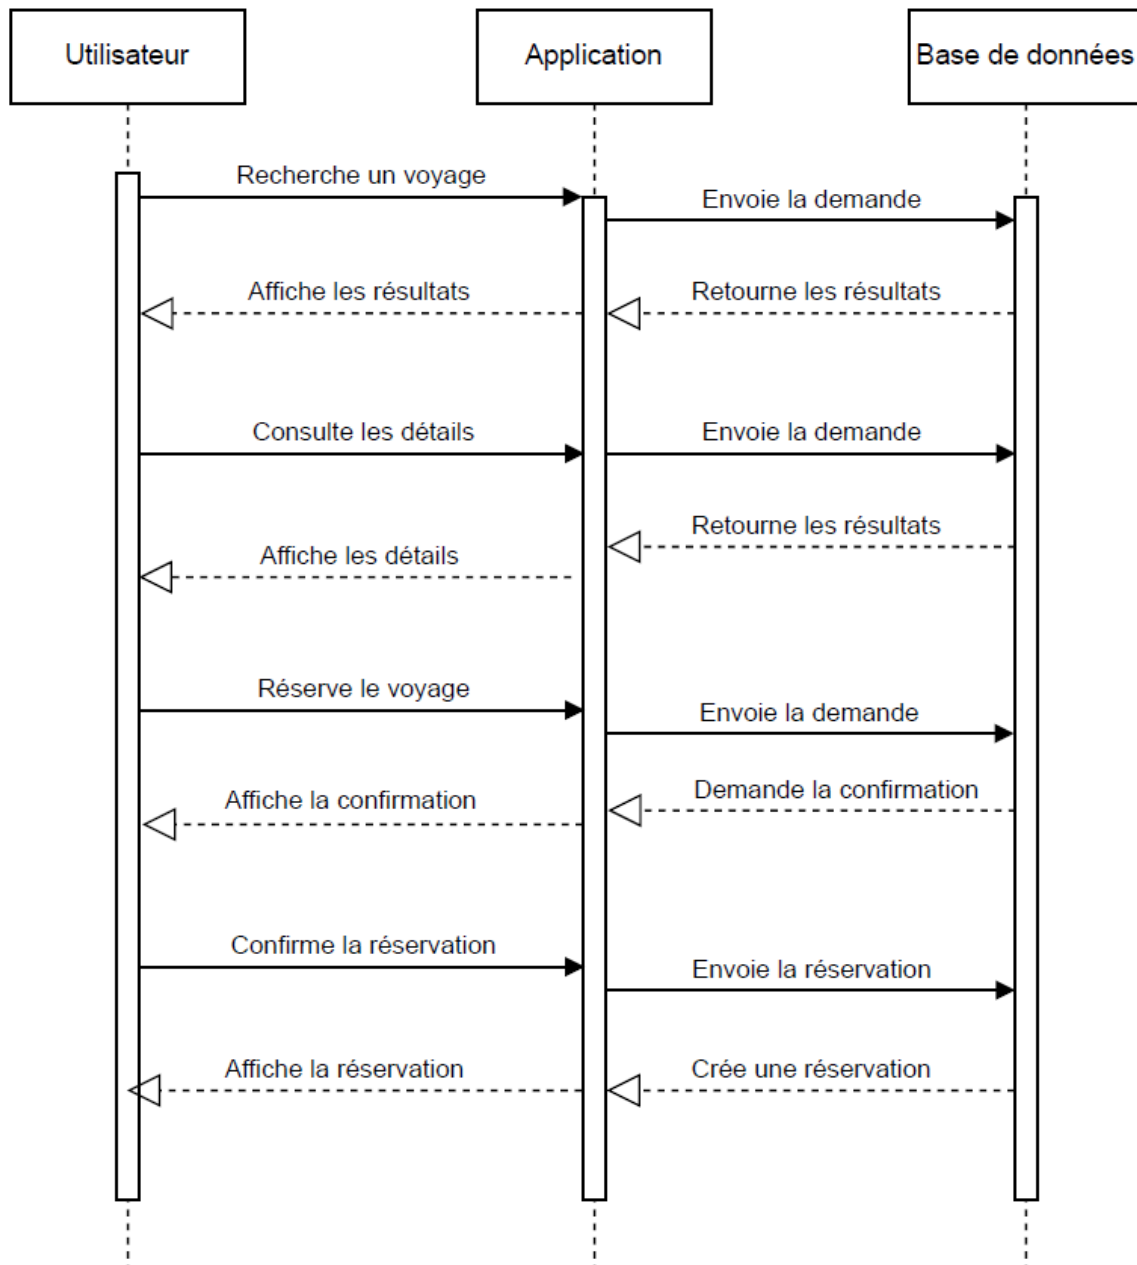 Utilisateur
Application
Base de données
Recherche un voyage
Envoie la demande
Affiche les résultats
Retourne les résultats
Consulte les détails
Envoie la demande
Retourne les résultats
Affiche les détails
Réserve le voyage
Envoie la demande
Demande la confirmation
Affiche la confirmation
Confirme la réservation
Envoie la réservation
Affiche la réservation
Crée une réservation